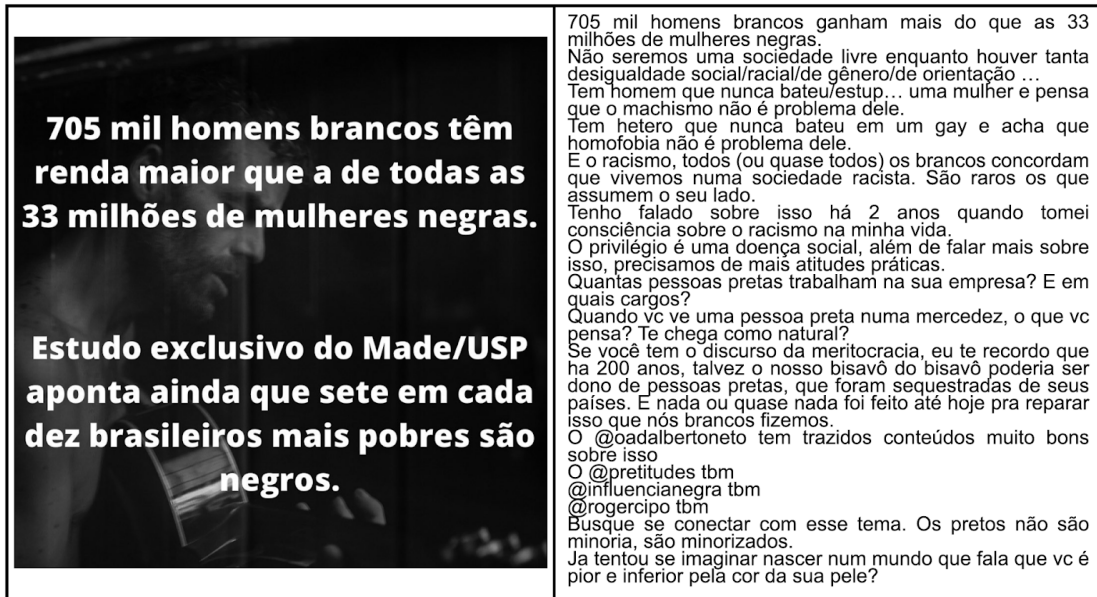 705 mil homens brancos têm
renda maior que a de todas as
33 milhões de mulheres negras.
Estudo exclusivo do Made/USP
aponta ainda que sete em cada
dez brasileiros mais pobres são
negros.
705 mil homens brancos ganham mais do que as 33
milhões de mulheres negras.
Não seremos uma sociedade livre enquanto houver tanta
desigualdade social/racial/de gênero/de orientação …
Tem homem que nunca bateu/estup… uma mulher e pensa
que o machismo não é problema dele.
Tem hetero que nunca bateu em um gay e acha que
homofobia não é problema dele.
E o racismo, todos (ou quase todos) os brancos concordam
que vivemos numa sociedade racista. São raros os que
assumem o seu lado.
Tenho falado sobre isso há 2 anos quando tomei
consciência sobre o racismo na minha vida.
O privilégio é uma doença social, além de falar mais sobre
isso, precisamos de mais atitudes práticas.
Quantas pessoas pretas trabalham na sua empresa? E em
quais cargos?
Quando vc ve uma pessoa preta numa mercedez, o que vc
pensa? Te chega como natural?
Se você tem o discurso da meritocracia, eu te recordo que
ha 200 anos, talvez o nosso bisavô do bisavô poderia ser
dono de pessoas pretas, que foram sequestradas de seus
países. E nada ou quase nada foi feito até hoje pra reparar
isso que nós brancos fizemos.
O @oadalbertoneto tem trazidos conteúdos muito bons
sobre isso
O @pretitudes tbm
@influencianegra tbm
@rogercipo tbm
Busque se conectar com esse tema. Os pretos não são
minoria, são minorizados.
Ja tentou se imaginar nascer num mundo que fala que vc é
pior e inferior pela cor da sua pele?